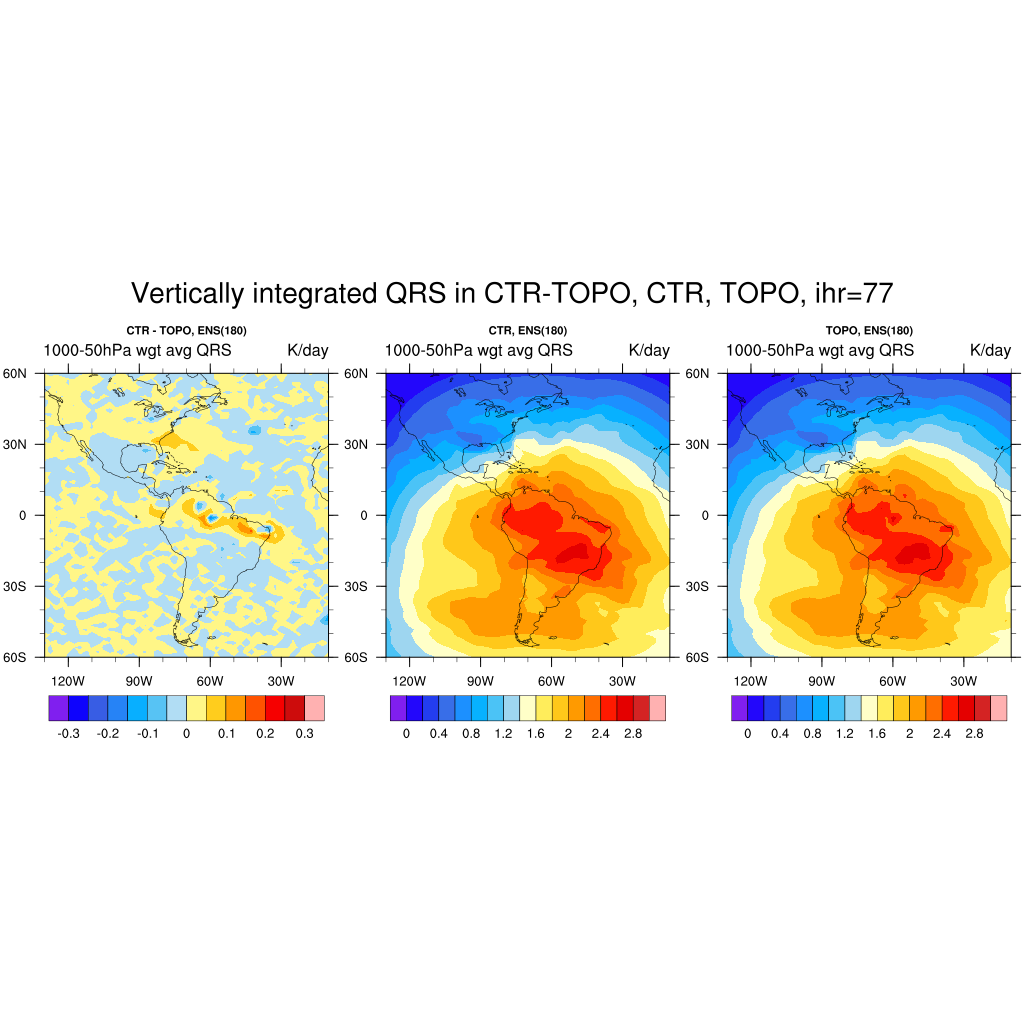 Vertically integrated QRS in CTR-TOPO, CTR, TOPO, ihr=77
CTR - TOPO, ENS(180)
1000-50hPa wgt avg QRS K/day
60N
30N
0
30S
60S
120W 90W 60W 30W
-0.3 -0.2 -0.1 0 0.1 0.2 0.3
CTR, ENS(180)
1000-50hPa wgt avg QRS K/day
60N
30N
0
30S
60S
120W 90W 60W 30W
0 0.4 0.8 1.2 1.6 2 2.4 2.8
TOPO, ENS(180)
1000-50hPa wgt avg QRS K/day
60N
30N
0
30S
60S
120W 90W 60W 30W
0 0.4 0.8 1.2 1.6 2 2.4 2.8